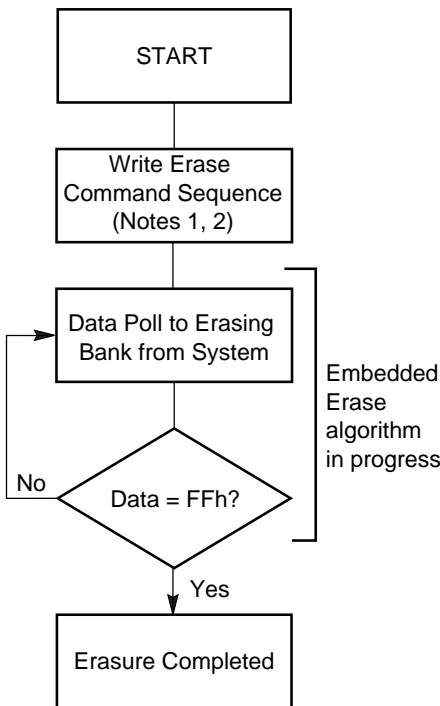 START
Write Erase
Command Sequence
(Notes 1, 2)
Data Poll to Erasing
Bank from System
Embedded
Erase
algorithm
in progress
No
Data = FFh?
Yes
Erasure Completed